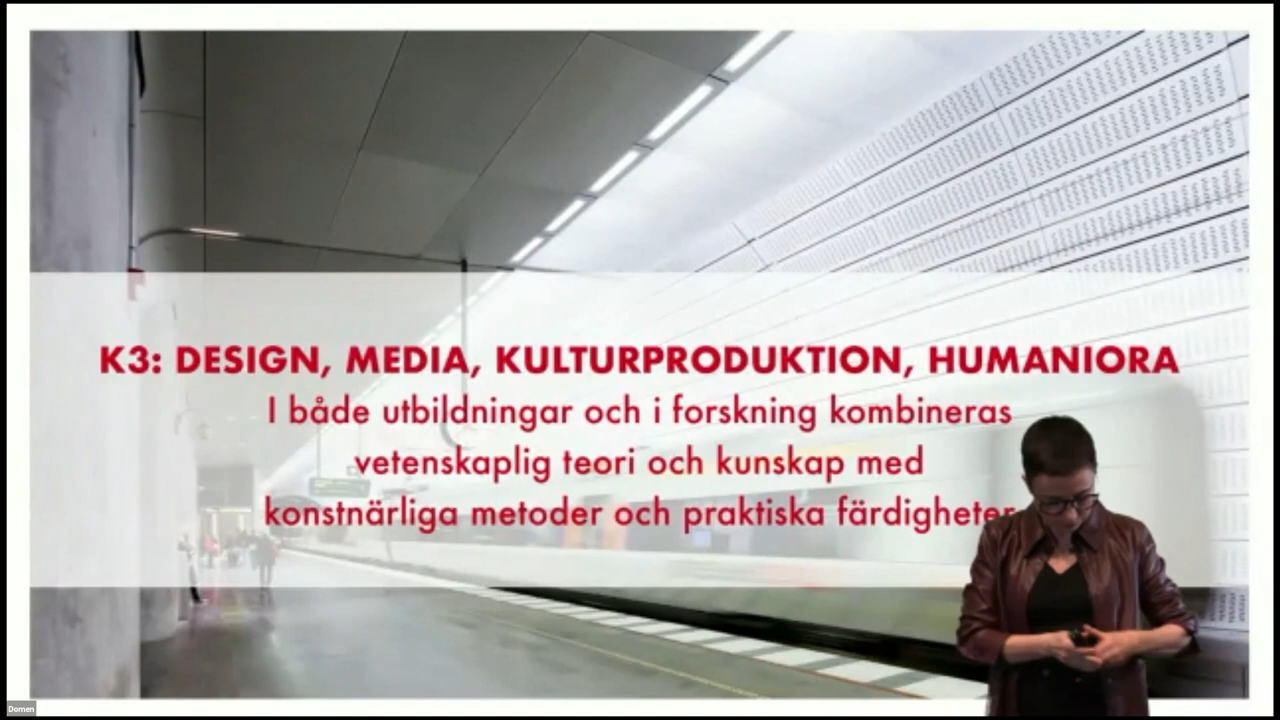 K3: DESIGN, MEDIA, KULTURPRODUKTION, HUMANIORA
I både utbildningar och i forskning kombineras
vetenskaplig teori och kunskap med
konstnärliga metoder och praktiska färdigheter
Domen